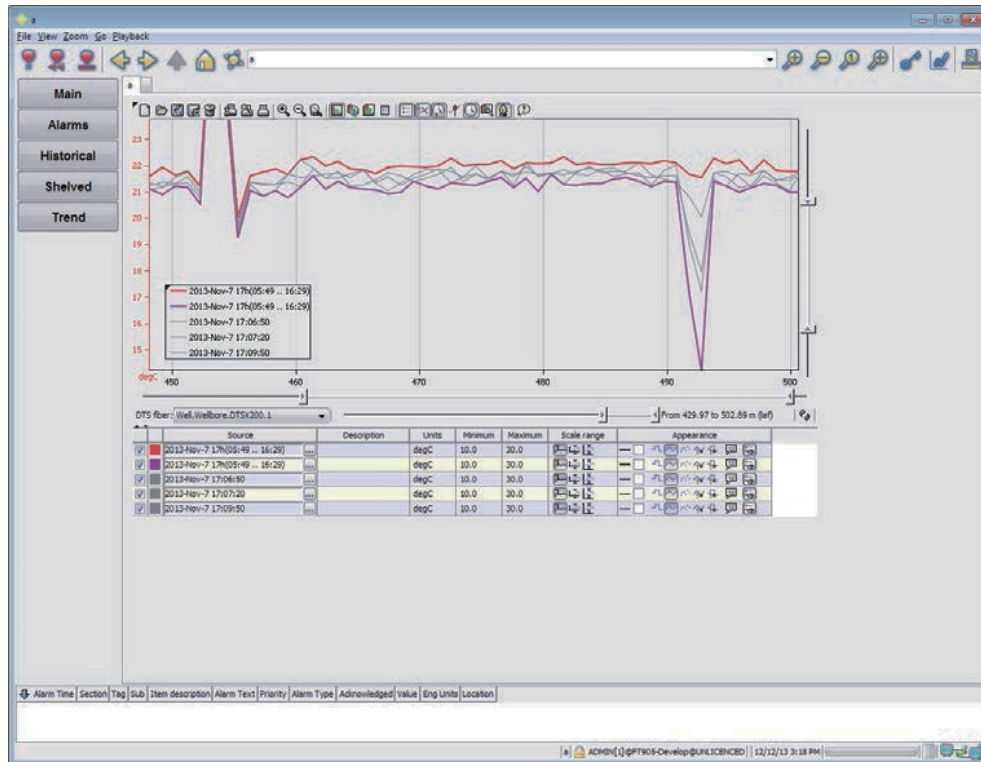 File View Zoom Go Playback
Main
Alarms
Historical
Shelved
Trend
23
22
21
20
19
18
17
16
15
2013-Nov-7 17h(05:49 .. 16:29)
2013-Nov-7 17h(05:49 .. 16:29)
2013-Nov-7 17:06:50
2013-Nov-7 17:07:20
2013-Nov-7 17:09:50
degC 450 460 470 480 490 500
DTS fiber: Well.Wellbore.DTSX200.1 From 429.97 to 502.89 m (laf)
Source Description Units Minimum Maximum Scale range Appearance
2013-Nov-7 17h(05:49 .. 16:29) ... degC 10.0 30.0
2013-Nov-7 17h(05:49 .. 16:29) ... degC 10.0 30.0
2013-Nov-7 17:06:50 ... degC 10.0 30.0
2013-Nov-7 17:07:20 ... degC 10.0 30.0
2013-Nov-7 17:09:50 ... degC 10.0 30.0
Alarm Time Section Tag Sub Item description Alarm Text Priority Alarm Type Acknowledged Value Eng Units Location
ADMIN[1]@FT905-Develop@UNLICENCED 12/12/13 3:18 PM